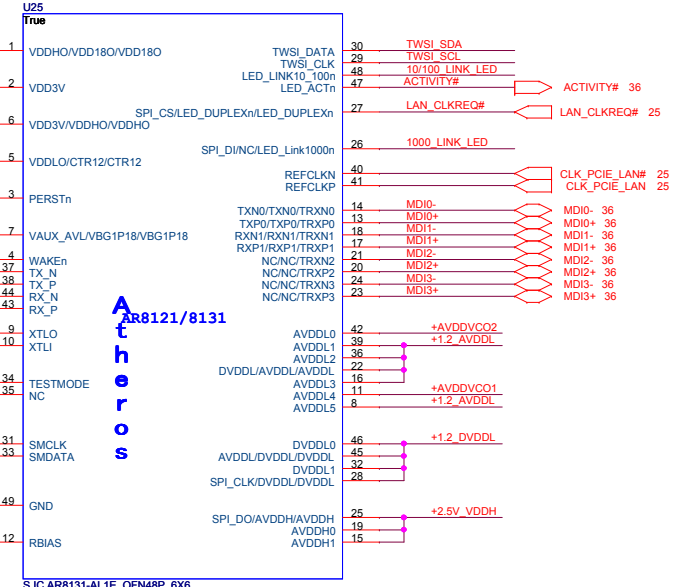 U25
True
1 VDDHO/VDD18O/VDD18O
2 VDD3V
6 VDD3V/VDDHO/VDDHO
5 VDDLO/CTR12/CTR12
3 PERSTn
7 VAUX_AVL/VBG1P18/VBG1P18
4 WAKEn
37 TX_N
38 TX_P
44 RX_N
43 RX_P
9 XTLO
10 XTLI
34 TESTMODE
35 NC
31 SMCLK
33 SMDATA
49 GND
12 RBIAS
Atheros
AR8121/8131
TWSI_DATA 30 TWSI_SDA
TWSI_CLK 29 TWSI_SCL
LED_LINK10_100n 48 10/100_LINK_LED
LED_ACTn 47 ACTIVITY# ACTIVITY# 36
SPI_CS/LED_DUPLEXn/LED_DUPLEXn 27 LAN_CLKREQ# LAN_CLKREQ# 25
SPI_DI/NC/LED_Link1000n 26 1000_LINK_LED
REFCLKN 40 CLK_PCIE_LAN# 25
REFCLKP 41 CLK_PCIE_LAN 25
TXN0/TXN0/TRXN0 14 MDI0- MDI0- 36
TXP0/TXP0/TRXP0 13 MDI0+ MDI0+ 36
RXN1/RXN1/TRXN1 18 MDI1- MDI1- 36
RXP1/RXP1/TRXP1 17 MDI1+ MDI1+ 36
NC/NC/TRXN2 21 MDI2- MDI2- 36
NC/NC/TRXP2 20 MDI2+ MDI2+ 36
NC/NC/TRXN3 24 MDI3- MDI3- 36
NC/NC/TRXP3 23 MDI3+ MDI3+ 36
AVDDL0 42 +AVDDVCO2
AVDDL1 39 +1.2_AVDDL
AVDDL2 36
DVDDL/AVDDL/AVDDL 22
AVDDL3 16
AVDDL4 11 +AVDDVCO1
AVDDL5 8 +1.2_AVDDL
DVDDL0 46 +1.2_DVDDL
AVDDL/DVDDL/DVDDL 45
DVDDL1 32
SPI_CLK/DVDDL/DVDDL 28
SPI_DO/AVDDH/AVDDH 25 +2.5V_VDDH
AVDDH0 19
AVDDH1 15
S IC AR8131-AL1E QFN48P 6X6